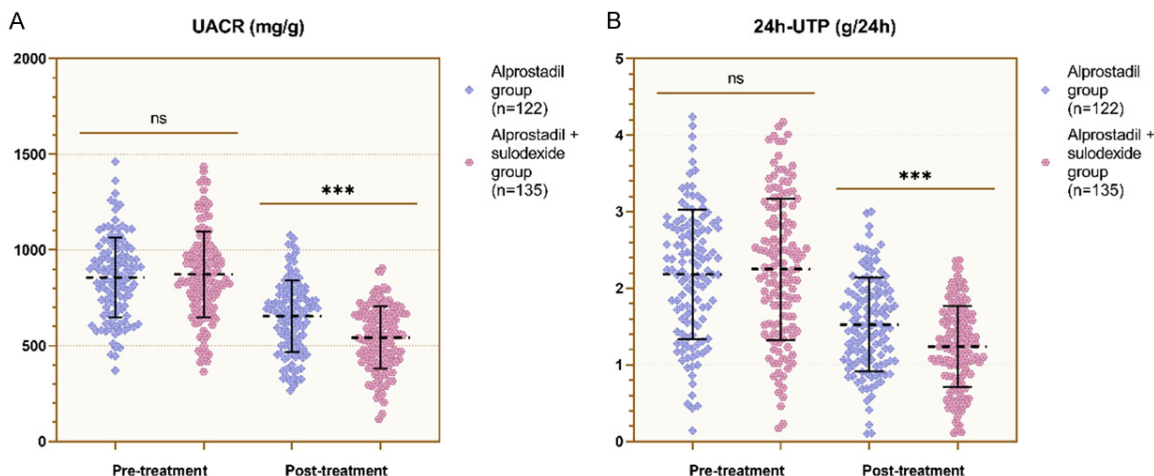 A
UACR (mg/g)
2000
1500
1000
500
0
ns
***
Pre-treatment
Post-treatment
Alprostadil
group
(n=122)
Alprostadil +
sulodexide
group
(n=135)
B
24h-UTP (g/24h)
5
4
3
2
1
0
ns
***
Pre-treatment
Post-treatment
Alprostadil
group
(n=122)
Alprostadil +
sulodexide
group
(n=135)